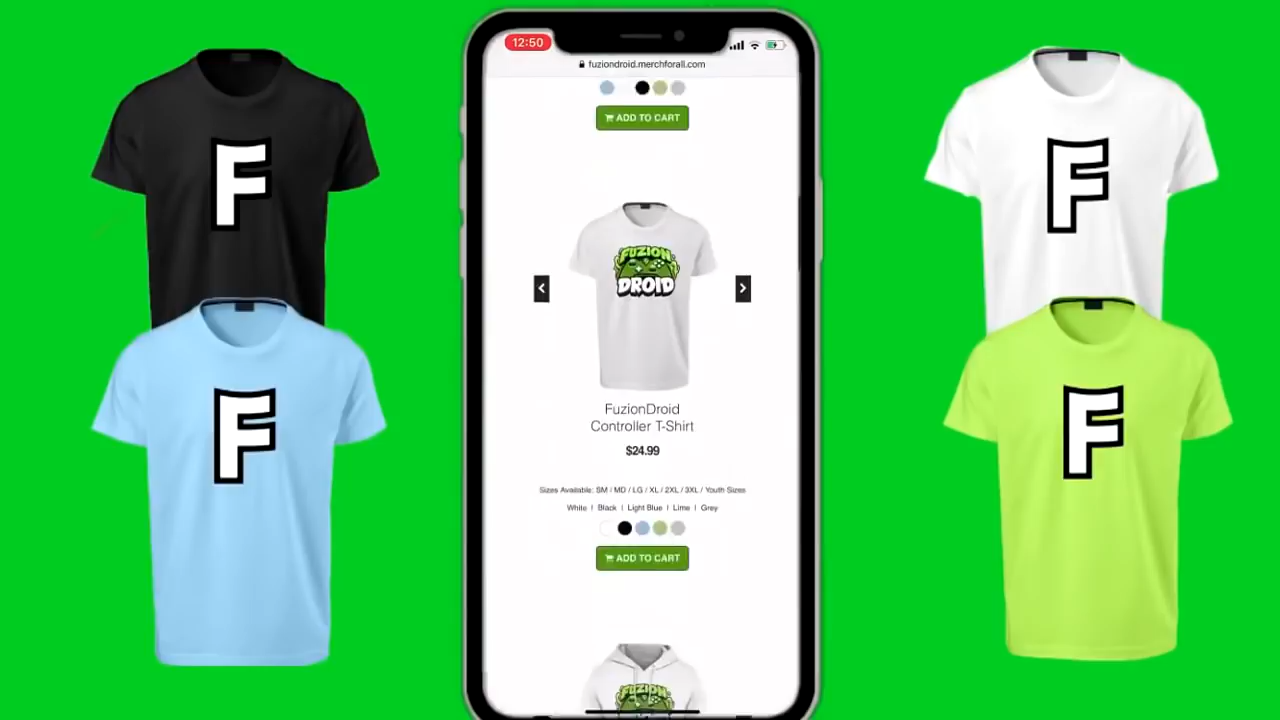 12:50
fuziondroid.merchforall.com
ADD TO CART
F
F
FUZION
DROID
FuzionDroid
Controller T-Shirt
$24.99
F
F
Sizes Available: SM / MD / LG / XL / 2XL / 3XL / Youth Sizes
White | Black | Light Blue | Lime | Grey
ADD TO CART
FUZION